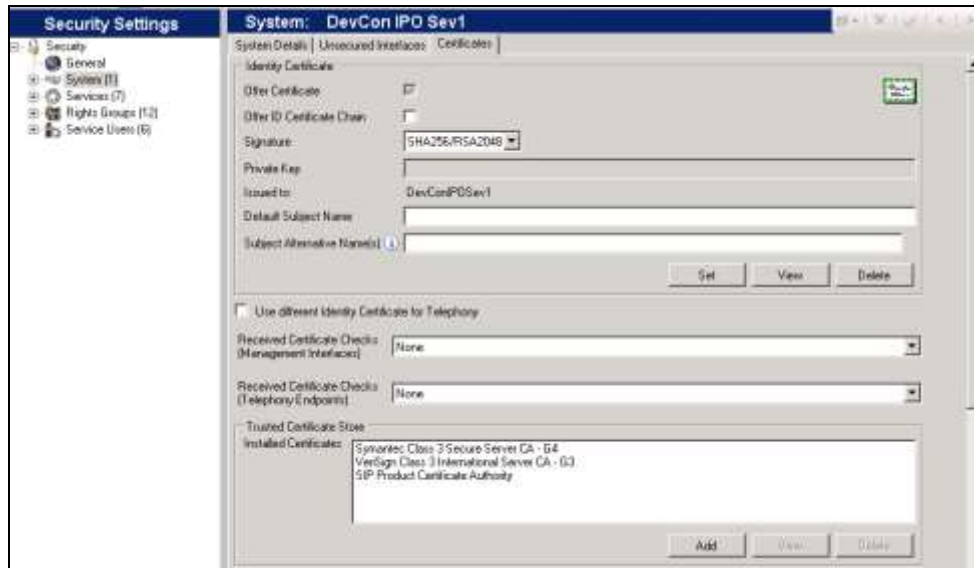 Security Settings
Security
General
System (1)
Services (7)
Rights Groups (12)
Service Users (6)
System: DevCon IPO Sev1
System Details
Unsecured Interfaces
Certificates
Identity Certificate
Offer Certificate
Offer ID Certificate Chain
Signature
SHA256/RSA2048
Private Key
Issued to:
DevConIPOSev1
Default Subject Name
Subject Alternative Name(s)
Set
View
Delete
Use different Identity Certificate for Telephony
Received Certificate Checks
(Management Interfaces)
None
Received Certificate Checks
(Telephony Endpoints)
None
Trusted Certificate Store
Installed Certificates
Symantec Class 3 Secure Server CA - G4
VeriSign Class 3 International Server CA - G3
SIP Product Certificate Authority
Add
View
Delete